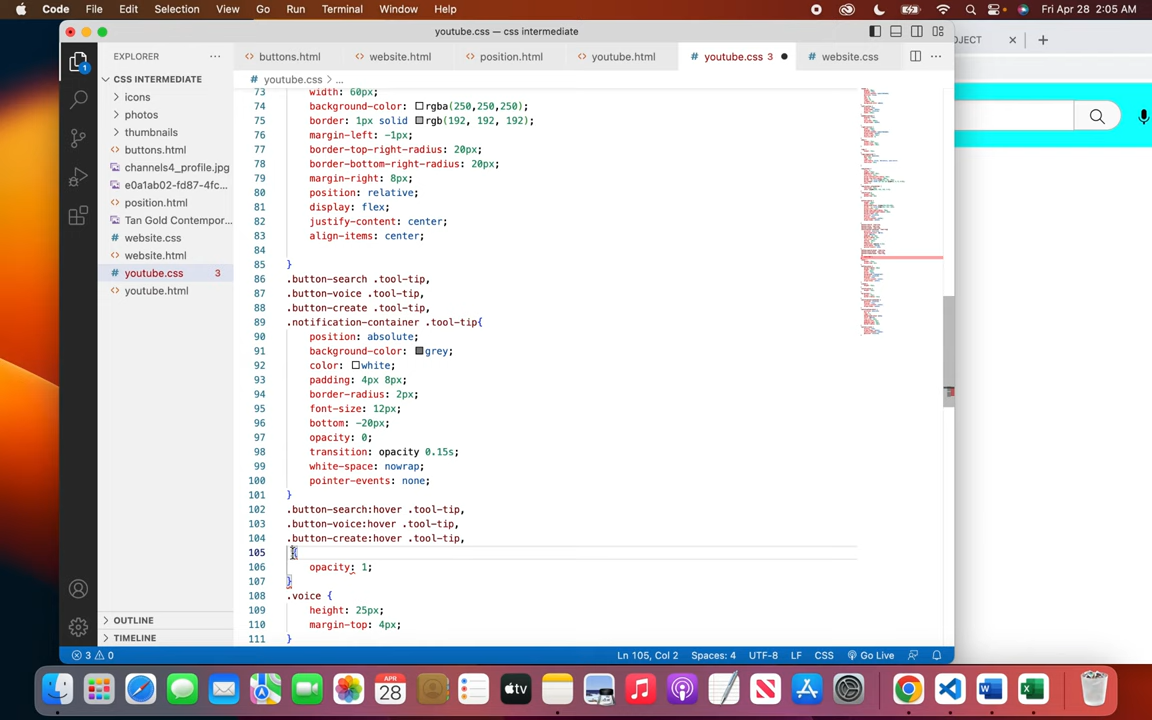 Code File Edit Selection View Go Run Terminal Window Help Fri Apr 28 2:05 AM
youtube.css — css intermediate
EXPLORER
buttons.html
website.html
position.html
youtube.html
youtube.css 3
website.css
youtube.css > ...
1
CSS INTERMEDIATE
icons
photos
thumbnails
buttons.html
channels4_profile.jpg
e0a1ab02-fd87-4fc...
position.html
Tan Gold Contempor...
website.css
website.html
youtube.css 3
youtube.html
OUTLINE
TIMELINE
73 width: 60px;
74 background-color: rgba(250,250,250);
75 border: 1px solid rgb(192, 192, 192);
76 margin-left: -1px;
77 border-top-right-radius: 20px;
78 border-bottom-right-radius: 20px;
79 margin-right: 8px;
80 position: relative;
81 display: flex;
82 justify-content: center;
83 align-items: center;
84
85 }
86 .button-search .tool-tip,
87 .button-voice .tool-tip,
88 .button-create .tool-tip,
89 .notification-container .tool-tip{
90 position: absolute;
91 background-color: grey;
92 color: white;
93 padding: 4px 8px;
94 border-radius: 2px;
95 font-size: 12px;
96 bottom: -20px;
97 opacity: 0;
98 transition: opacity 0.15s;
99 white-space: nowrap;
100 pointer-events: none;
101 }
102 .button-search:hover .tool-tip,
103 .button-voice:hover .tool-tip,
104 .button-create:hover .tool-tip,
105 {
106 opacity: 1;
107 }
108 .voice {
109 height: 25px;
110 margin-top: 4px;
111 }
3 0 Ln 105, Col 2 Spaces: 4 UTF-8 LF CSS Go Live
APR
28
tv